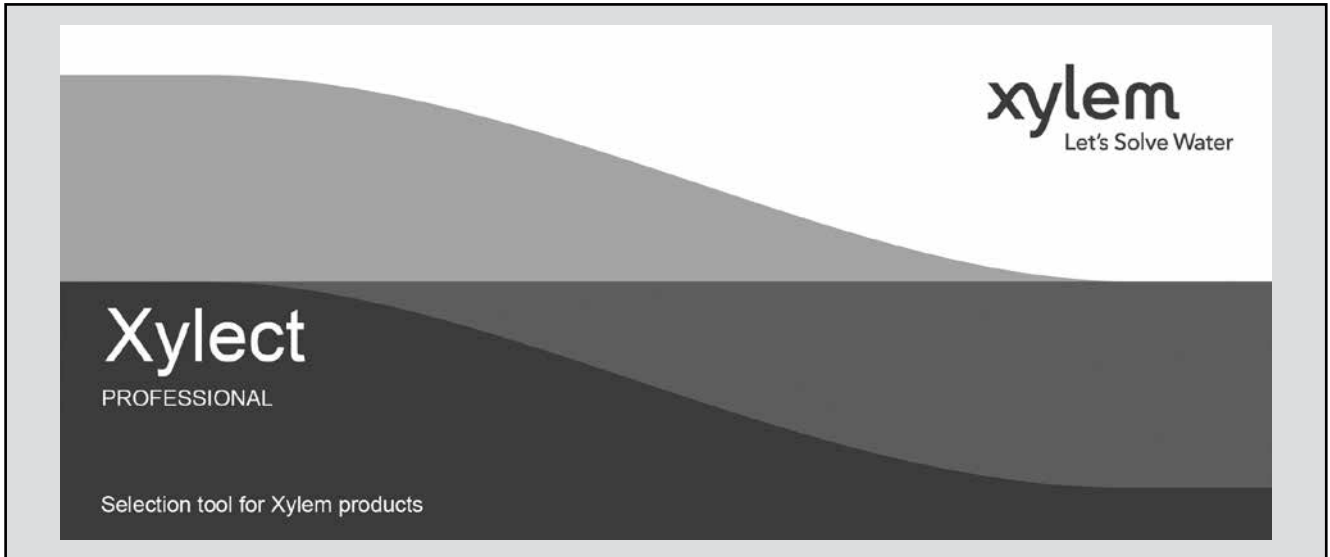 xylem
Let's Solve Water
Xylect
PROFESSIONAL
Selection tool for Xylem products